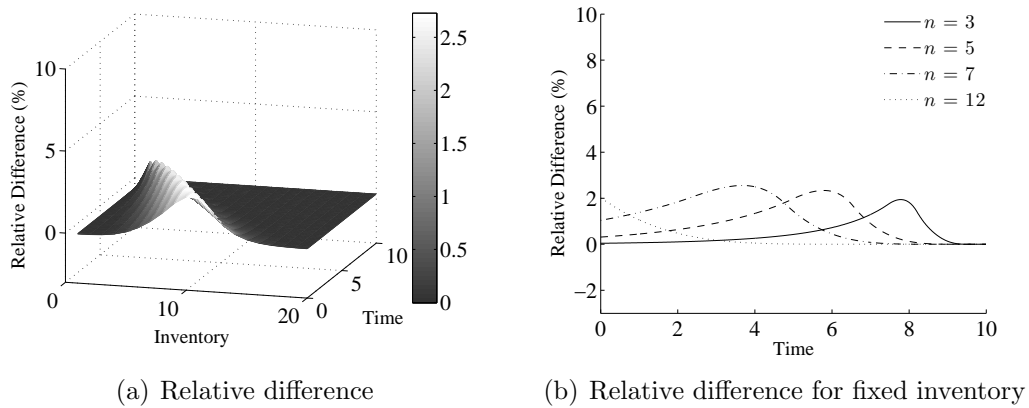 10
5
0
Relative Difference (%)
0
10
20
Inventory
0
5
10
Time
2.5
2
1.5
1
0.5
0
(a) Relative difference
10
8
6
4
2
0
−2
Relative Difference (%)
0
2
4
6
8
10
Time
n = 3
n = 5
n = 7
n = 12
(b) Relative difference for fixed inventory